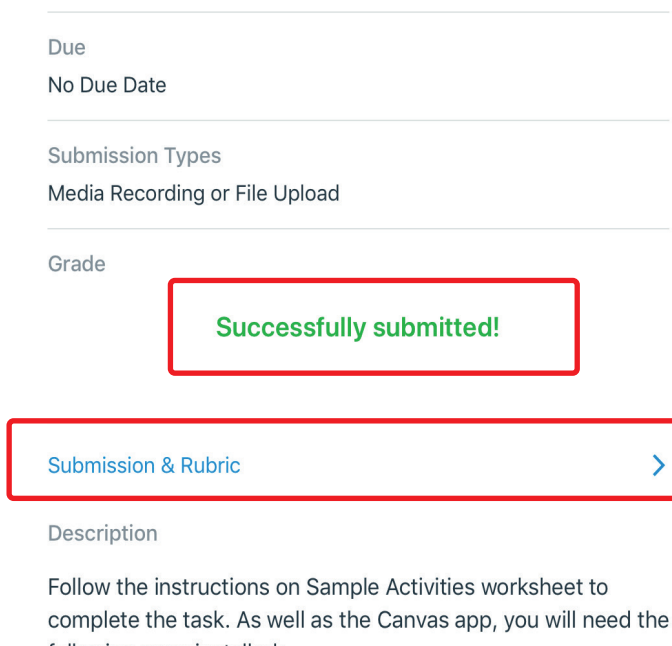 Due
No Due Date
Submission Types
Media Recording or File Upload
Grade
Successfully submitted!
Submission & Rubric
Description
Follow the instructions on Sample Activities worksheet to
complete the task. As well as the Canvas app, you will need the